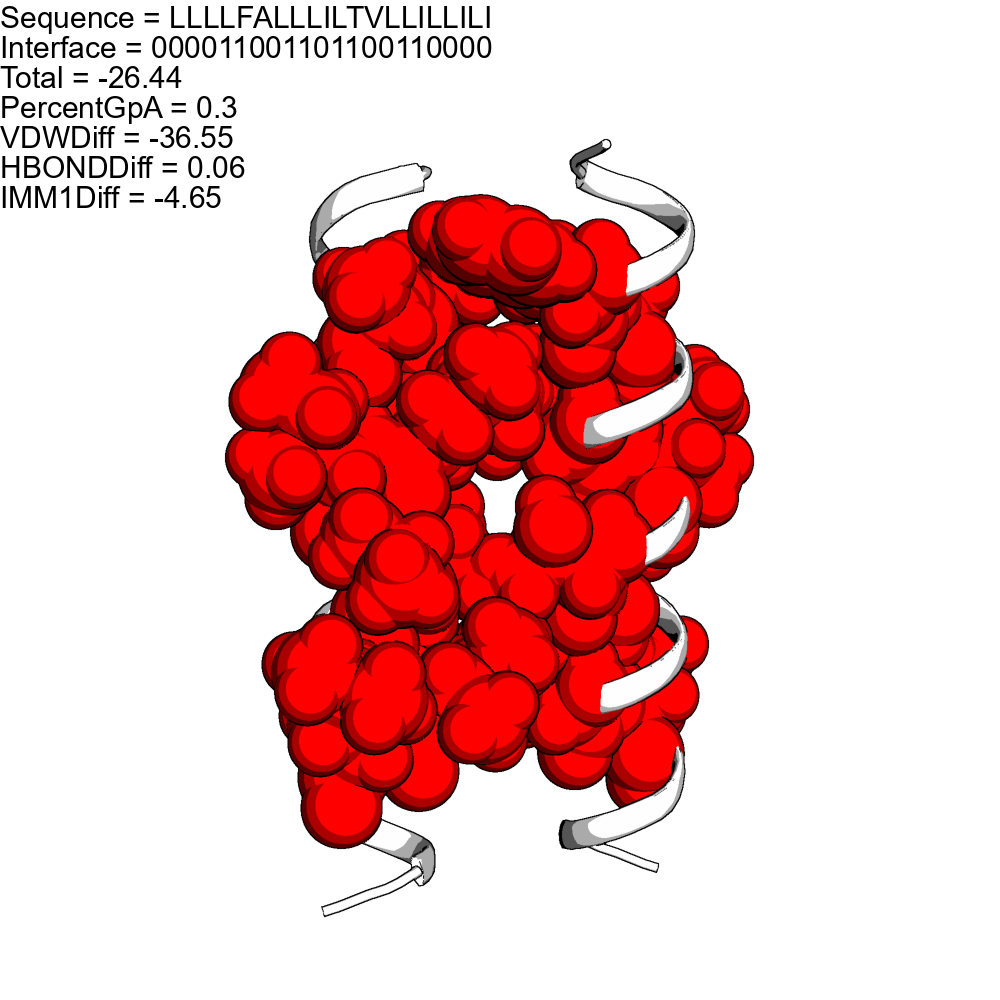 Sequence = LLLLFALLLILTVLLILLILI
Interface = 000011001101100110000
Total = -26.44
PercentGpA = 0.3
VDWDiff = -36.55
HBONDDiff = 0.06
IMM1Diff = -4.65